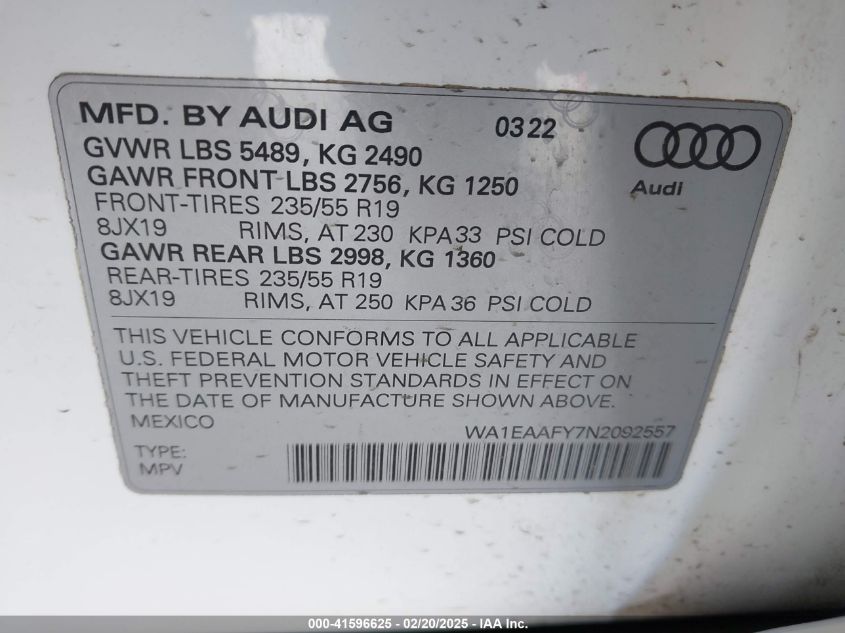 MFD. BY AUDI AG 0322
Audi
GVWR LBS 5489, KG 2490
GAWR FRONT LBS 2756, KG 1250
FRONT-TIRES 235/55 R19
8JX19 RIMS, AT 230 KPA 33 PSI COLD
GAWR REAR LBS 2998, KG 1360
REAR-TIRES 235/55 R19
8JX19 RIMS, AT 250 KPA 36 PSI COLD
THIS VEHICLE CONFORMS TO ALL APPLICABLE
U.S. FEDERAL MOTOR VEHICLE SAFETY AND
THEFT PREVENTION STANDARDS IN EFFECT ON
THE DATE OF MANUFACTURE SHOWN ABOVE.
MEXICO
WA1EAAFY7N2092557
TYPE:
MPV
000-41596625 - 02/20/2025 - IAA Inc.